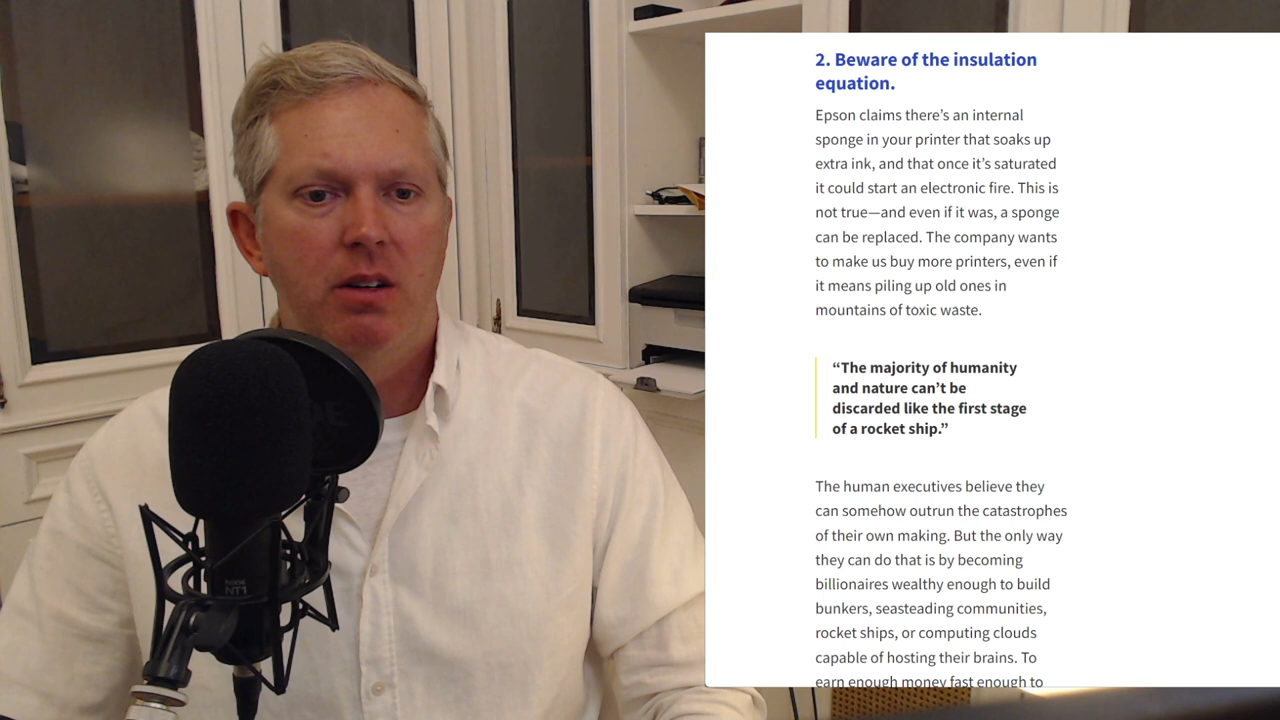 2. Beware of the insulation
equation.
Epson claims there’s an internal
sponge in your printer that soaks up
extra ink, and that once it’s saturated
it could start an electronic fire. This is
not true—and even if it was, a sponge
can be replaced. The company wants
to make us buy more printers, even if
it means piling up old ones in
mountains of toxic waste.
“The majority of humanity
and nature can’t be
discarded like the first stage
of a rocket ship.”
The human executives believe they
can somehow outrun the catastrophes
of their own making. But the only way
they can do that is by becoming
billionaires wealthy enough to build
bunkers, seasteading communities,
rocket ships, or computing clouds
capable of hosting their brains. To
earn enough money fast enough to